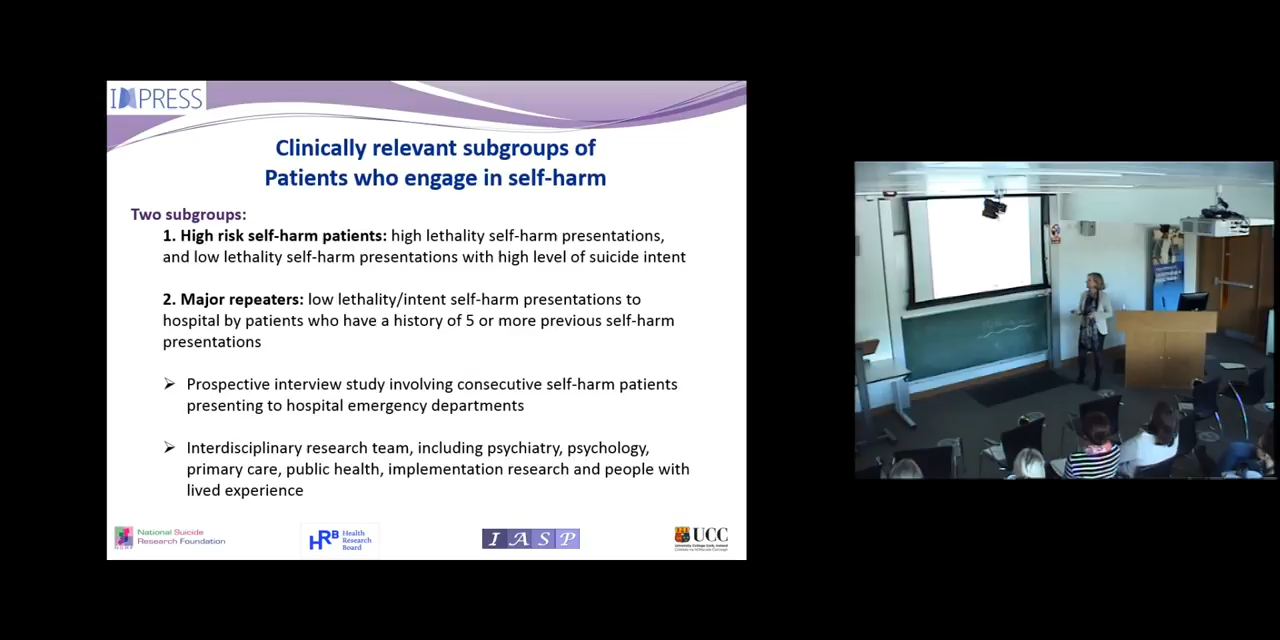 IMPRESS
Clinically relevant subgroups of
Patients who engage in self-harm
Two subgroups:
1. High risk self-harm patients: high lethality self-harm presentations,
and low lethality self-harm presentations with high level of suicide intent
2. Major repeaters: low lethality/intent self-harm presentations to
hospital by patients who have a history of 5 or more previous self-harm
presentations
Prospective interview study involving consecutive self-harm patients
presenting to hospital emergency departments
Interdisciplinary research team, including psychiatry, psychology,
primary care, public health, implementation research and people with
lived experience
National Suicide
Research Foundation
HRB Health
Research
Board
IASP
UCC